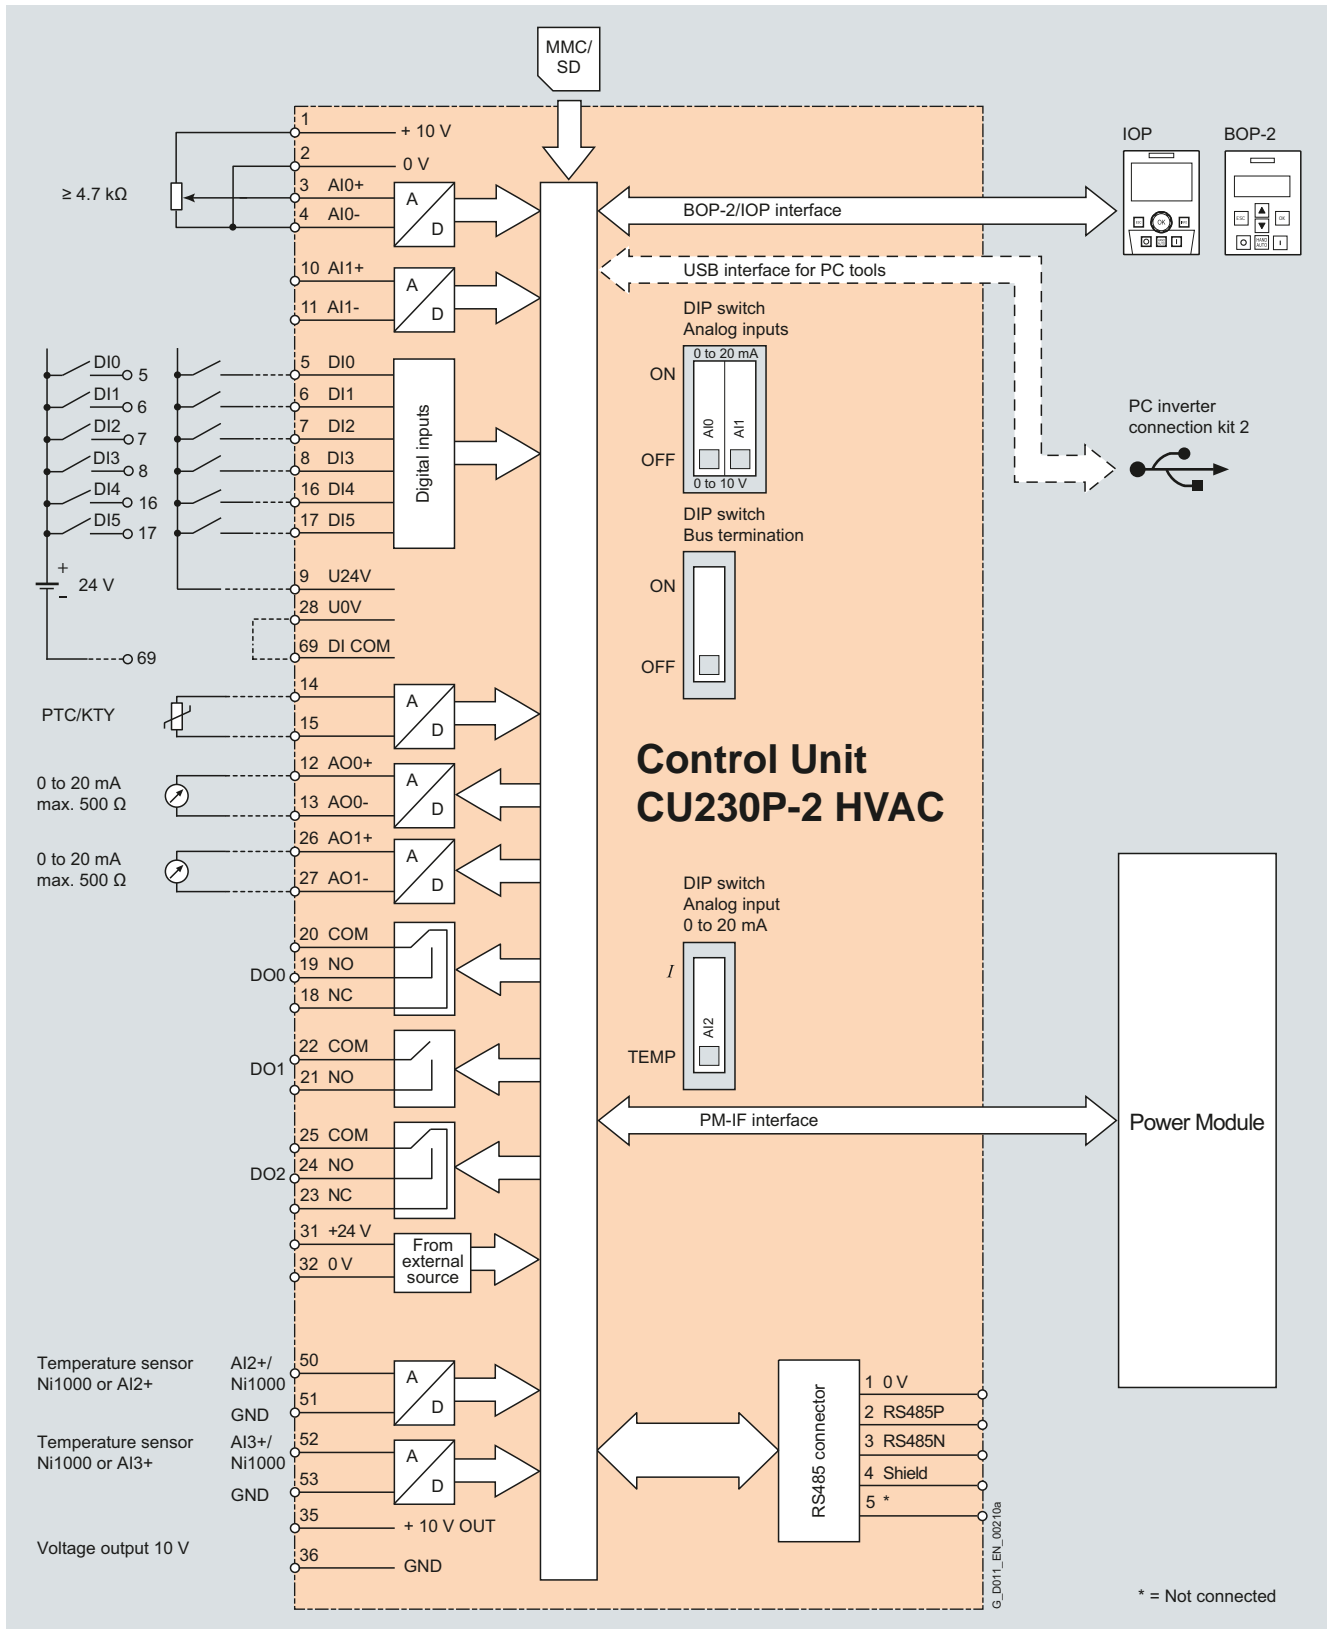 MMC/
SD
1
+ 10 V
2
0 V
≥ 4.7 kΩ
3 AI0+
4 AI0-
A
D
10 AI1+
11 AI1-
A
D
DI0
5
DI1
6
DI2
7
DI3
8
DI4
16
DI5
17
+
–
24 V
69
5 DI0
6 DI1
7 DI2
8 DI3
16 DI4
17 DI5
Digital inputs
9 U24V
28 U0V
69 DI COM
PTC/KTY
14
15
A
D
0 to 20 mA
max. 500 Ω
12 AO0+
13 AO0-
A
D
0 to 20 mA
max. 500 Ω
26 AO1+
27 AO1-
A
D
DO0
20 COM
19 NO
18 NC
DO1
22 COM
21 NO
DO2
25 COM
24 NO
23 NC
31 +24 V
32 0 V
From
external
source
Temperature sensor
Ni1000 or AI2+
AI2+/
Ni1000
GND
50
51
A
D
Temperature sensor
Ni1000 or AI3+
AI3+/
Ni1000
GND
52
53
A
D
Voltage output 10 V
35
+ 10 V OUT
36
GND
BOP-2/IOP interface
USB interface for PC tools
DIP switch
Analog inputs
0 to 20 mA
ON
AI0
AI1
OFF
0 to 10 V
DIP switch
Bus termination
ON
OFF
Control Unit
CU230P-2 HVAC
DIP switch
Analog input
0 to 20 mA
I
AI2
TEMP
PM-IF interface
RS485 connector
1 0 V
2 RS485P
3 RS485N
4 Shield
5 *
IOP
OK
BOP-2
ESC
OK
HAND
AUTO
PC inverter
connection kit 2
Power Module
G_D011_EN_00210a
* = Not connected